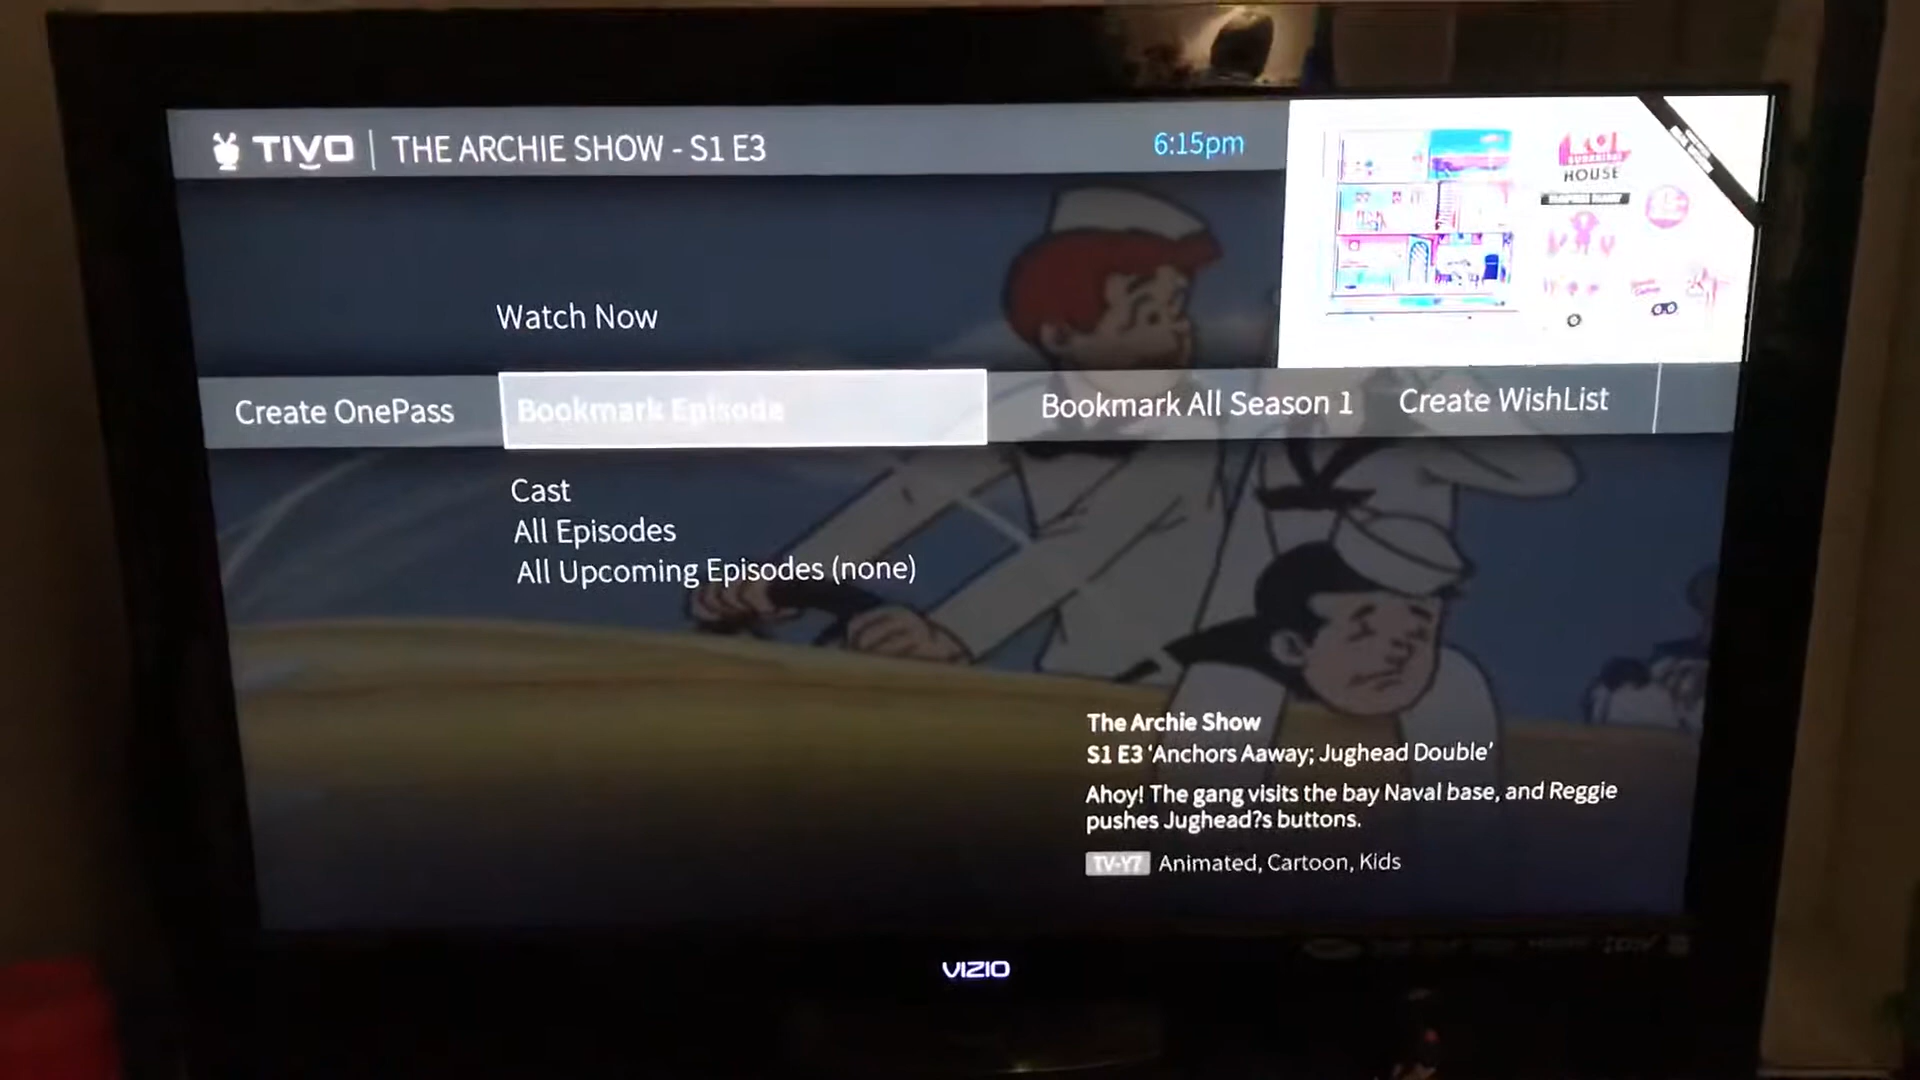 TIVO | THE ARCHIE SHOW - S1 E3
6:15pm
HOUSE
Watch Now
Create OnePass
Bookmark Episode
Bookmark All Season 1
Create WishList
Cast
All Episodes
All Upcoming Episodes (none)
The Archie Show
S1 E3 'Anchors Aaway; Jughead Double'
Ahoy! The gang visits the bay Naval base, and Reggie
pushes Jughead?s buttons.
TV-Y7 Animated, Cartoon, Kids
VIZIO